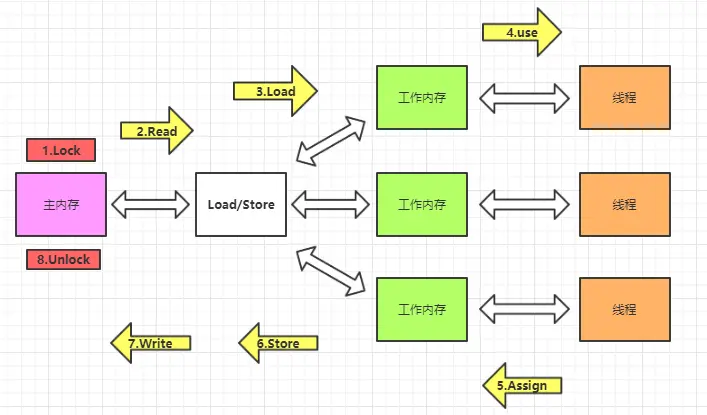 4.use
3.Load
工作内存
线程
2.Read
1.Lock
主内存
Load/Store
工作内存
线程
8.Unlock
工作内存
线程
7.Write
6.Store
5.Assign